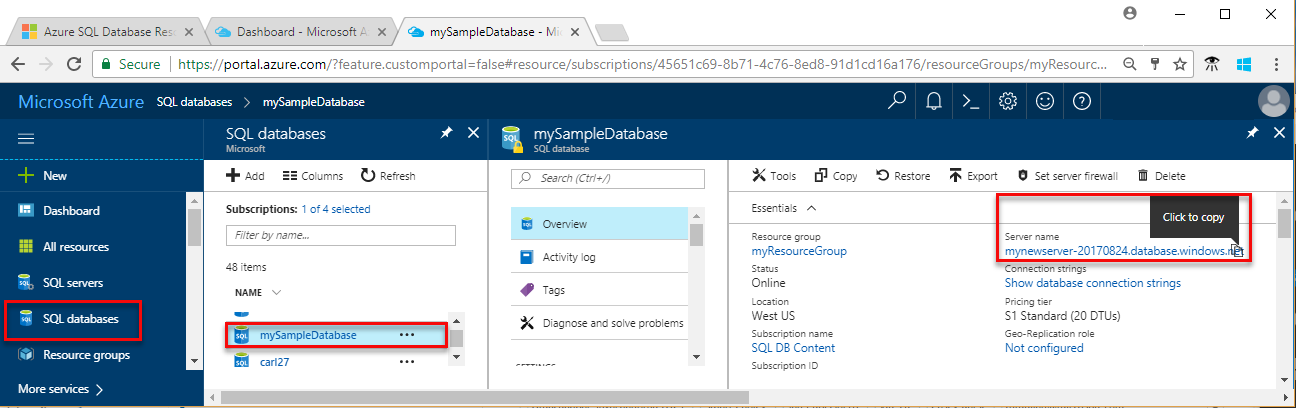 Azure SQL Database Res
Dashboard - Microsoft A
mySampleDatabase - Mic
Secure
https://portal.azure.com/?feature.customportal=false#resource/subscriptions/45651c69-8b71-4c76-8ed8-91d1cd16a176/resourceGroups/myResourc...
Microsoft Azure
SQL databases > mySampleDatabase
New
Dashboard
All resources
SQL servers
SQL databases
Resource groups
More services >
SQL databases
Microsoft
Add
Columns
Refresh
Subscriptions: 1 of 4 selected
Filter by name...
48 items
NAME
mySampleDatabase
carl27
mySampleDatabase
SQL database
Search (Ctrl+/)
Overview
Activity log
Tags
Diagnose and solve problems
SETTINGS
Tools
Copy
Restore
Export
Set server firewall
Delete
Essentials
Click to copy
Resource group
myResourceGroup
Status
Online
Location
West US
Subscription name
SQL DB Content
Subscription ID
Server name
mynewserver-20170824.database.windows.net
Connection strings
Show database connection strings
Pricing tier
S1 Standard (20 DTUs)
Geo-Replication role
Not configured